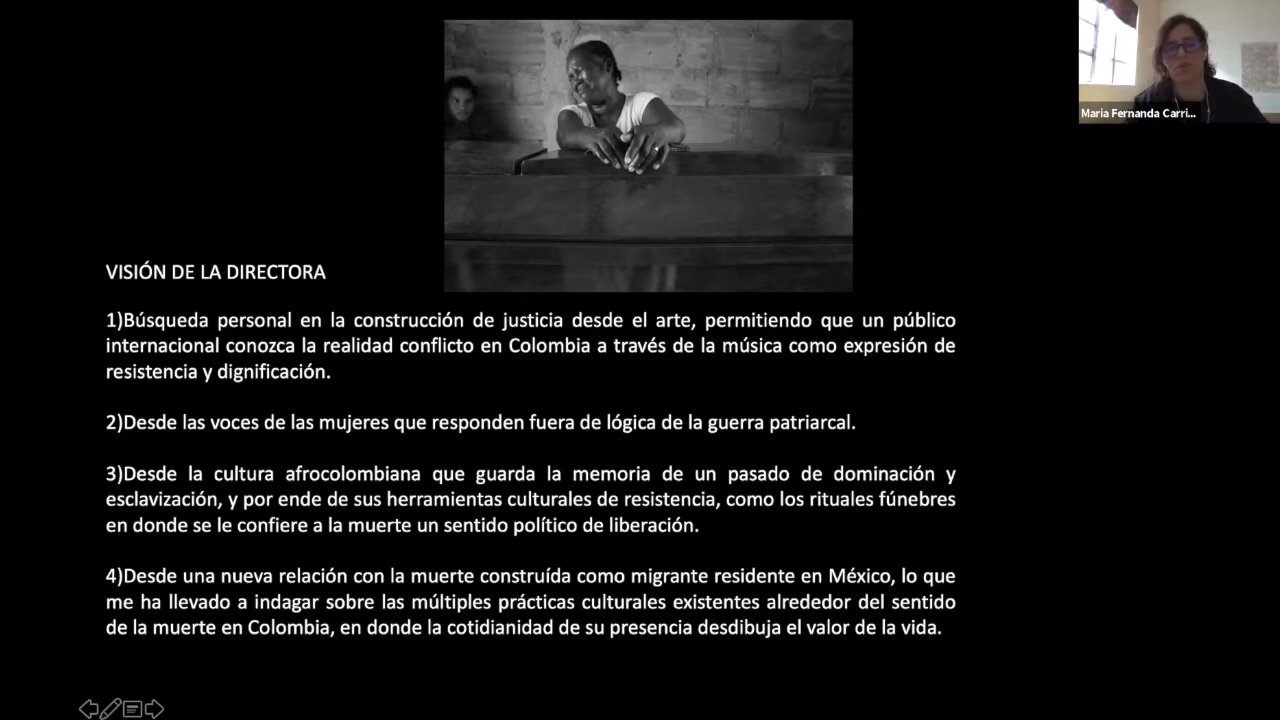 Maria Fernanda Carri...
VISIÓN DE LA DIRECTORA
1)Búsqueda personal en la construcción de justicia desde el arte, permitiendo que un público
internacional conozca la realidad conflicto en Colombia a través de la música como expresión de
resistencia y dignificación.
2)Desde las voces de las mujeres que responden fuera de lógica de la guerra patriarcal.
3)Desde la cultura afrocolombiana que guarda la memoria de un pasado de dominación y
esclavización, y por ende de sus herramientas culturales de resistencia, como los rituales fúnebres
en donde se le confiere a la muerte un sentido político de liberación.
4)Desde una nueva relación con la muerte construída como migrante residente en México, lo que
me ha llevado a indagar sobre las múltiples prácticas culturales existentes alrededor del sentido
de la muerte en Colombia, en donde la cotidianidad de su presencia desdibuja el valor de la vida.